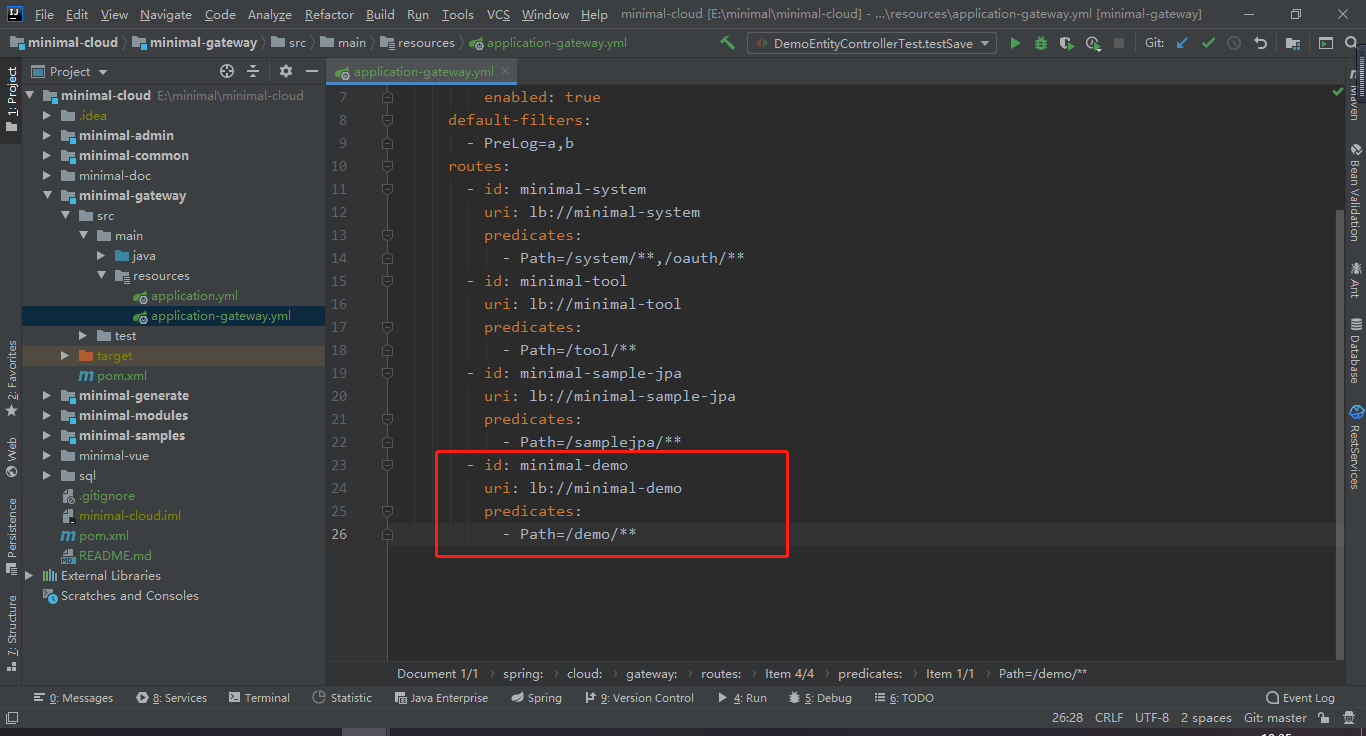 File Edit View Navigate Code Analyze Refactor Build Run Tools VCS Window Help minimal-cloud [E:\minimal\minimal-cloud] - ...\resources\application-gateway.yml [minimal-gateway]
minimal-cloud minimal-gateway src main resources application-gateway.yml DemoEntityControllerTest.testSave Git:
Project
application-gateway.yml
1: Project
2: Favorites
Web
Persistence
7: Structure
minimal-cloud E:\minimal\minimal-cloud
.idea
minimal-admin
minimal-common
minimal-doc
minimal-gateway
src
main
java
resources
application.yml
application-gateway.yml
test
target
pom.xml
minimal-generate
minimal-modules
minimal-samples
minimal-vue
sql
.gitignore
minimal-cloud.iml
pom.xml
README.md
External Libraries
Scratches and Consoles
7 enabled: true
8 default-filters:
9 - PreLog=a,b
10 routes:
11 - id: minimal-system
12 uri: lb://minimal-system
13 predicates:
14 - Path=/system/**,/oauth/**
15 - id: minimal-tool
16 uri: lb://minimal-tool
17 predicates:
18 - Path=/tool/**
19 - id: minimal-sample-jpa
20 uri: lb://minimal-sample-jpa
21 predicates:
22 - Path=/samplejpa/**
23 - id: minimal-demo
24 uri: lb://minimal-demo
25 predicates:
26 - Path=/demo/**
Maven
Bean Validation
Ant
Database
RestServices
Document 1/1 spring: cloud: gateway: routes: Item 4/4 predicates: Item 1/1 Path=/demo/**
0: Messages 8: Services Terminal Statistic Java Enterprise Spring 9: Version Control 4: Run 5: Debug 6: TODO Event Log
26:28 CRLF UTF-8 2 spaces Git: master